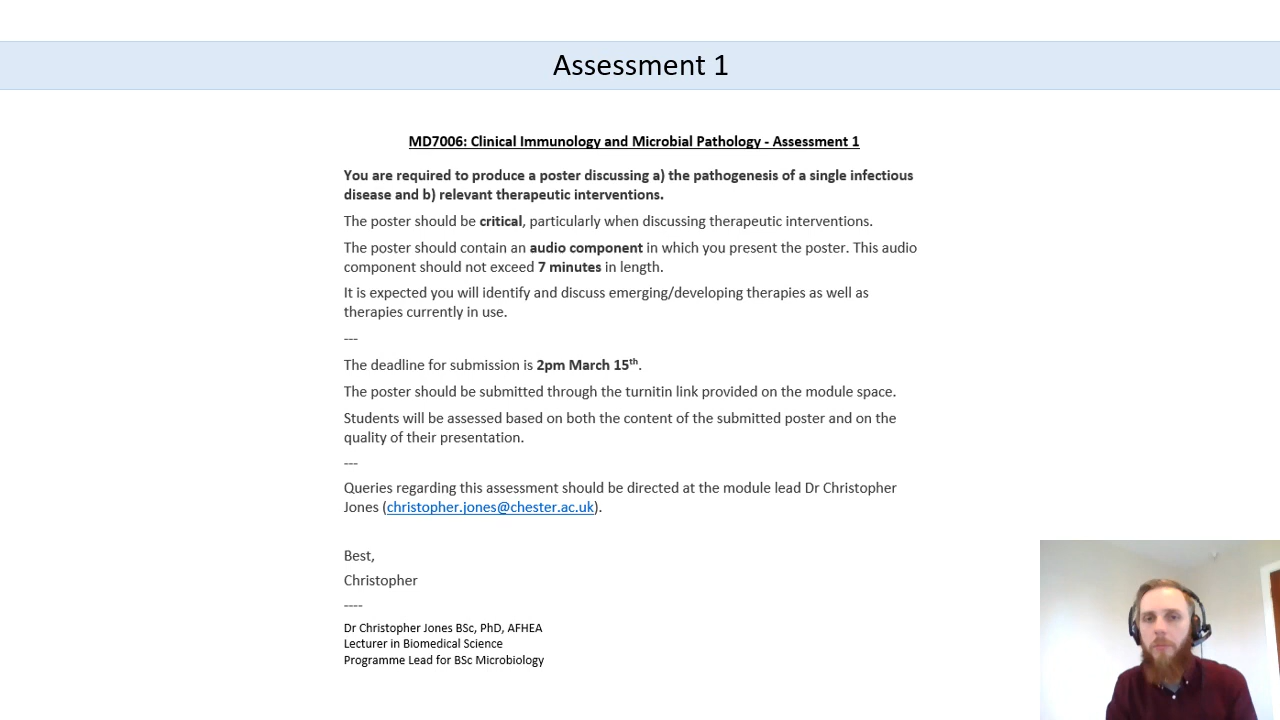 Assessment 1
MD7006: Clinical Immunology and Microbial Pathology - Assessment 1
You are required to produce a poster discussing a) the pathogenesis of a single infectious
disease and b) relevant therapeutic interventions.
The poster should be critical, particularly when discussing therapeutic interventions.
The poster should contain an audio component in which you present the poster. This audio
component should not exceed 7 minutes in length.
It is expected you will identify and discuss emerging/developing therapies as well as
therapies currently in use.
---
The deadline for submission is 2pm March 15th.
The poster should be submitted through the turnitin link provided on the module space.
Students will be assessed based on both the content of the submitted poster and on the
quality of their presentation.
---
Queries regarding this assessment should be directed at the module lead Dr Christopher
Jones (christopher.jones@chester.ac.uk).
Best,
Christopher
----
Dr Christopher Jones BSc, PhD, AFHEA
Lecturer in Biomedical Science
Programme Lead for BSc Microbiology